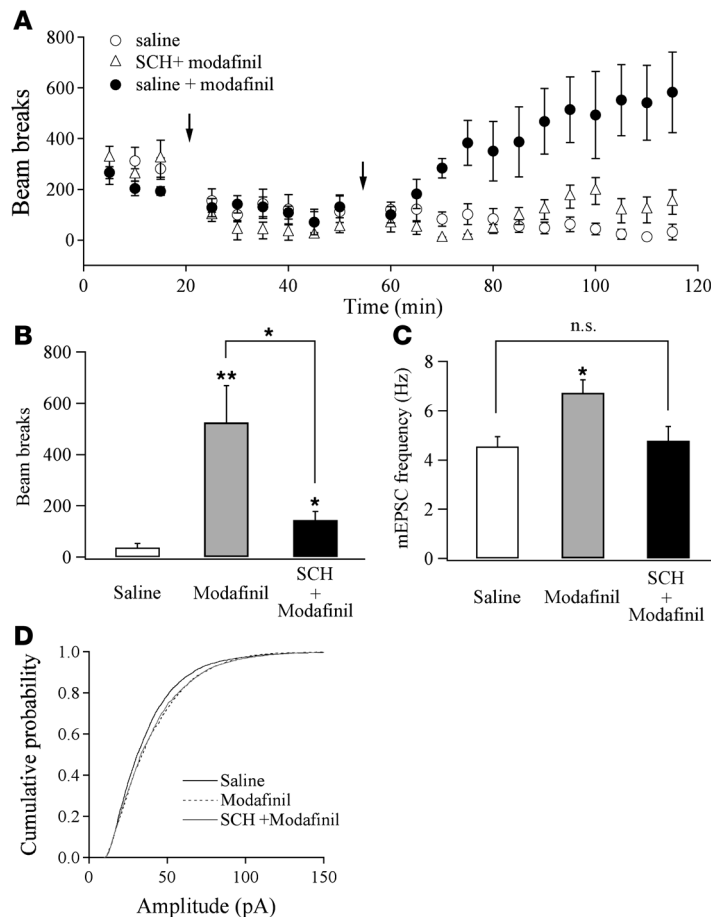 A
saline
SCH+ modafinil
saline + modafinil
Beam breaks
800
600
400
200
0
0 20 40 60 80 100 120
Time (min)
B
Beam breaks
800
600
400
200
0
*
**
*
Saline
Modafinil
SCH
+
Modafinil
C
mEPSC frequency (Hz)
8
6
4
2
0
n.s.
*
Saline
Modafinil
SCH
+
Modafinil
D
Cumulative probability
1.0
0.8
0.6
0.4
0.2
0.0
Saline
Modafinil
SCH +Modafinil
0 50 100 150
Amplitude (pA)